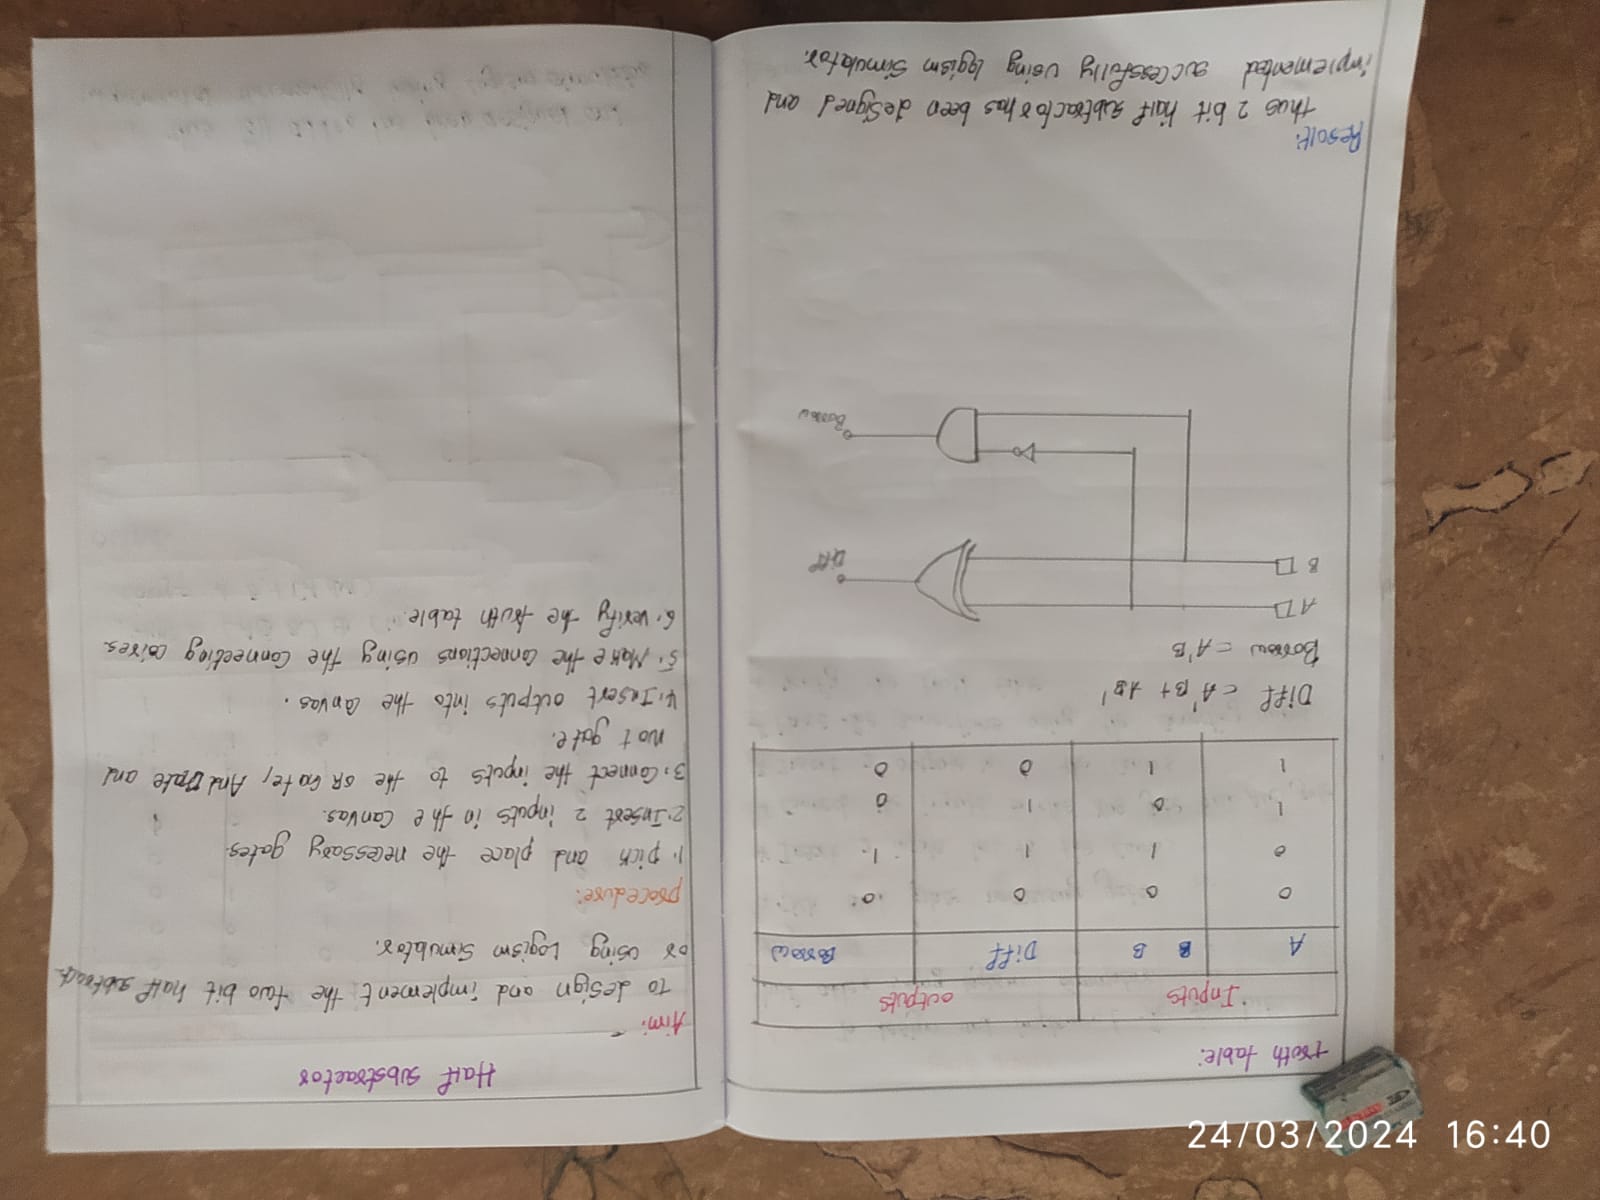 Truth table:
Inputs outputs
A B B Diff Borrow
0 0 0 0
0 1 1 1
1 0 1 0
1 1 0 0
Diff = A'B + AB'
Borrow = A'B
A
B
Diff
Borrow
Result:
Thus 2 bit half subtractor has been designed and
implemented successfully using logism Simulator.
Half substractor
Aim:
to design and implement the two bit half subtract
or using Logism Simulator.
procedure:
1. pick and place the necessary gates.
2. Insert 2 inputs in the canvas.
3. Connect the inputs to the OR Gate, And Gate and
Not gate.
4. Insert outputs into the canvas.
5. Make the connections using the connecting wires
6. Verify the truth table.
24/03/2024 16:40